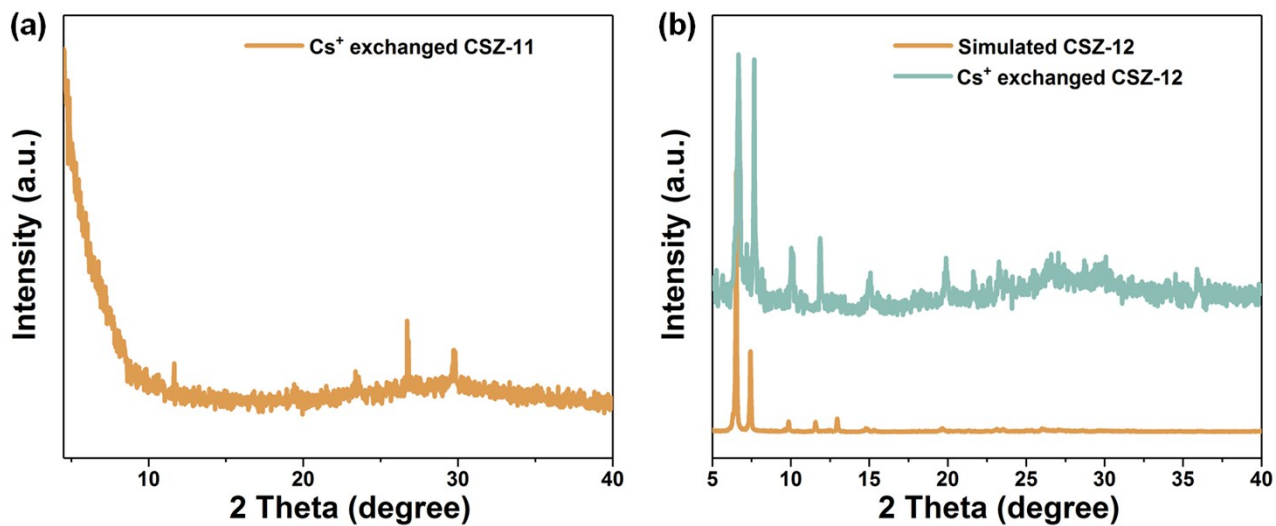 (a)
Cs⁺ exchanged CSZ-11
Intensity (a.u.)
10 20 30 40
2 Theta (degree)
(b)
Simulated CSZ-12
Cs⁺ exchanged CSZ-12
Intensity (a.u.)
5 10 15 20 25 30 35 40
2 Theta (degree)